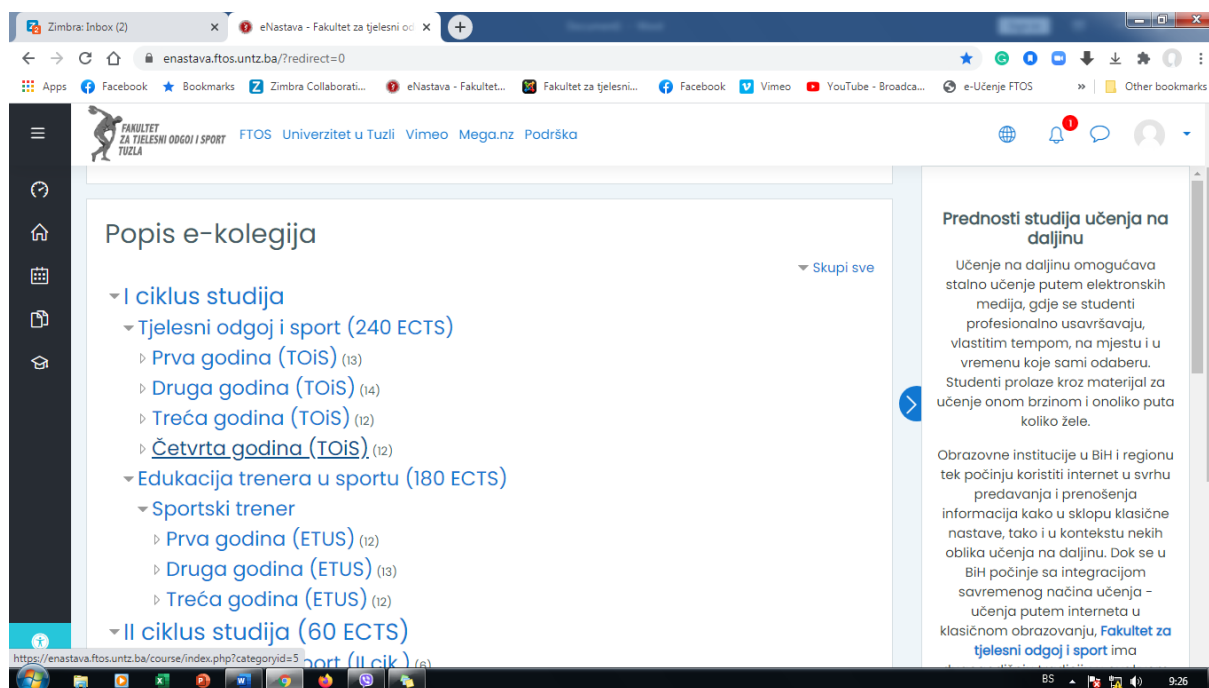 Zimbra: Inbox (2)
eNastava - Fakultet za tjelesni od
enastava.ftos.untz.ba/?redirect=0
Apps Facebook Bookmarks Zimbra Collaborati... eNastava - Fakultet... Fakultet za tjelesni... Facebook Vimeo YouTube - Broadca... e-Učenje FTOS » Other bookmarks
FAKULTET
ZA TJELESNI ODGOJ I SPORT
TUZLA
FTOS Univerzitet u Tuzli Vimeo Mega.nz Podrška
1
Popis e-kolegija
Skupi sve
I ciklus studija
Tjelesni odgoj i sport (240 ECTS)
Prva godina (TOiS) (13)
Druga godina (TOiS) (14)
Treća godina (TOiS) (12)
Četvrta godina (TOiS) (12)
Edukacija trenera u sportu (180 ECTS)
Sportski trener
Prva godina (ETUS) (12)
Druga godina (ETUS) (13)
Treća godina (ETUS) (12)
II ciklus studija (60 ECTS)
port (II cik.) (6)
https://enastava.ftos.untz.ba/course/index.php?categoryid=5
Prednosti studija učenja na
daljinu
Učenje na daljinu omogućava
stalno učenje putem elektronskih
medija, gdje se studenti
profesionalno usavršavaju,
vlastitim tempom, na mjestu i u
vremenu koje sami odaberu.
Studenti prolaze kroz materijal za
učenje onom brzinom i onoliko puta
koliko žele.
Obrazovne institucije u BiH i regionu
tek počinju koristiti internet u svrhu
predavanja i prenošenja
informacija kako u sklopu klasične
nastave, tako i u kontekstu nekih
oblika učenja na daljinu. Dok se u
BiH počinje sa integracijom
savremenog načina učenja -
učenja putem interneta u
klasičnom obrazovanju, Fakultet za
tjelesni odgoj i sport ima
BS 9:26